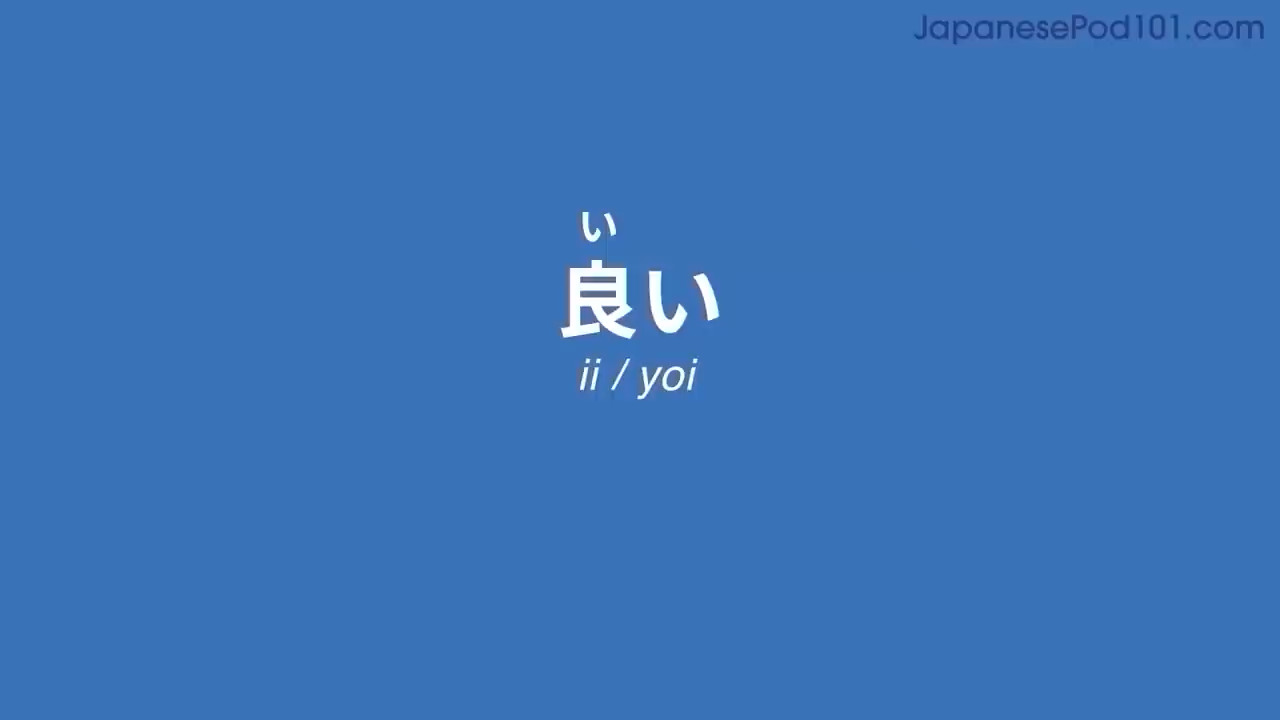 JapanesePod101.com
い
良い
ii / yoi